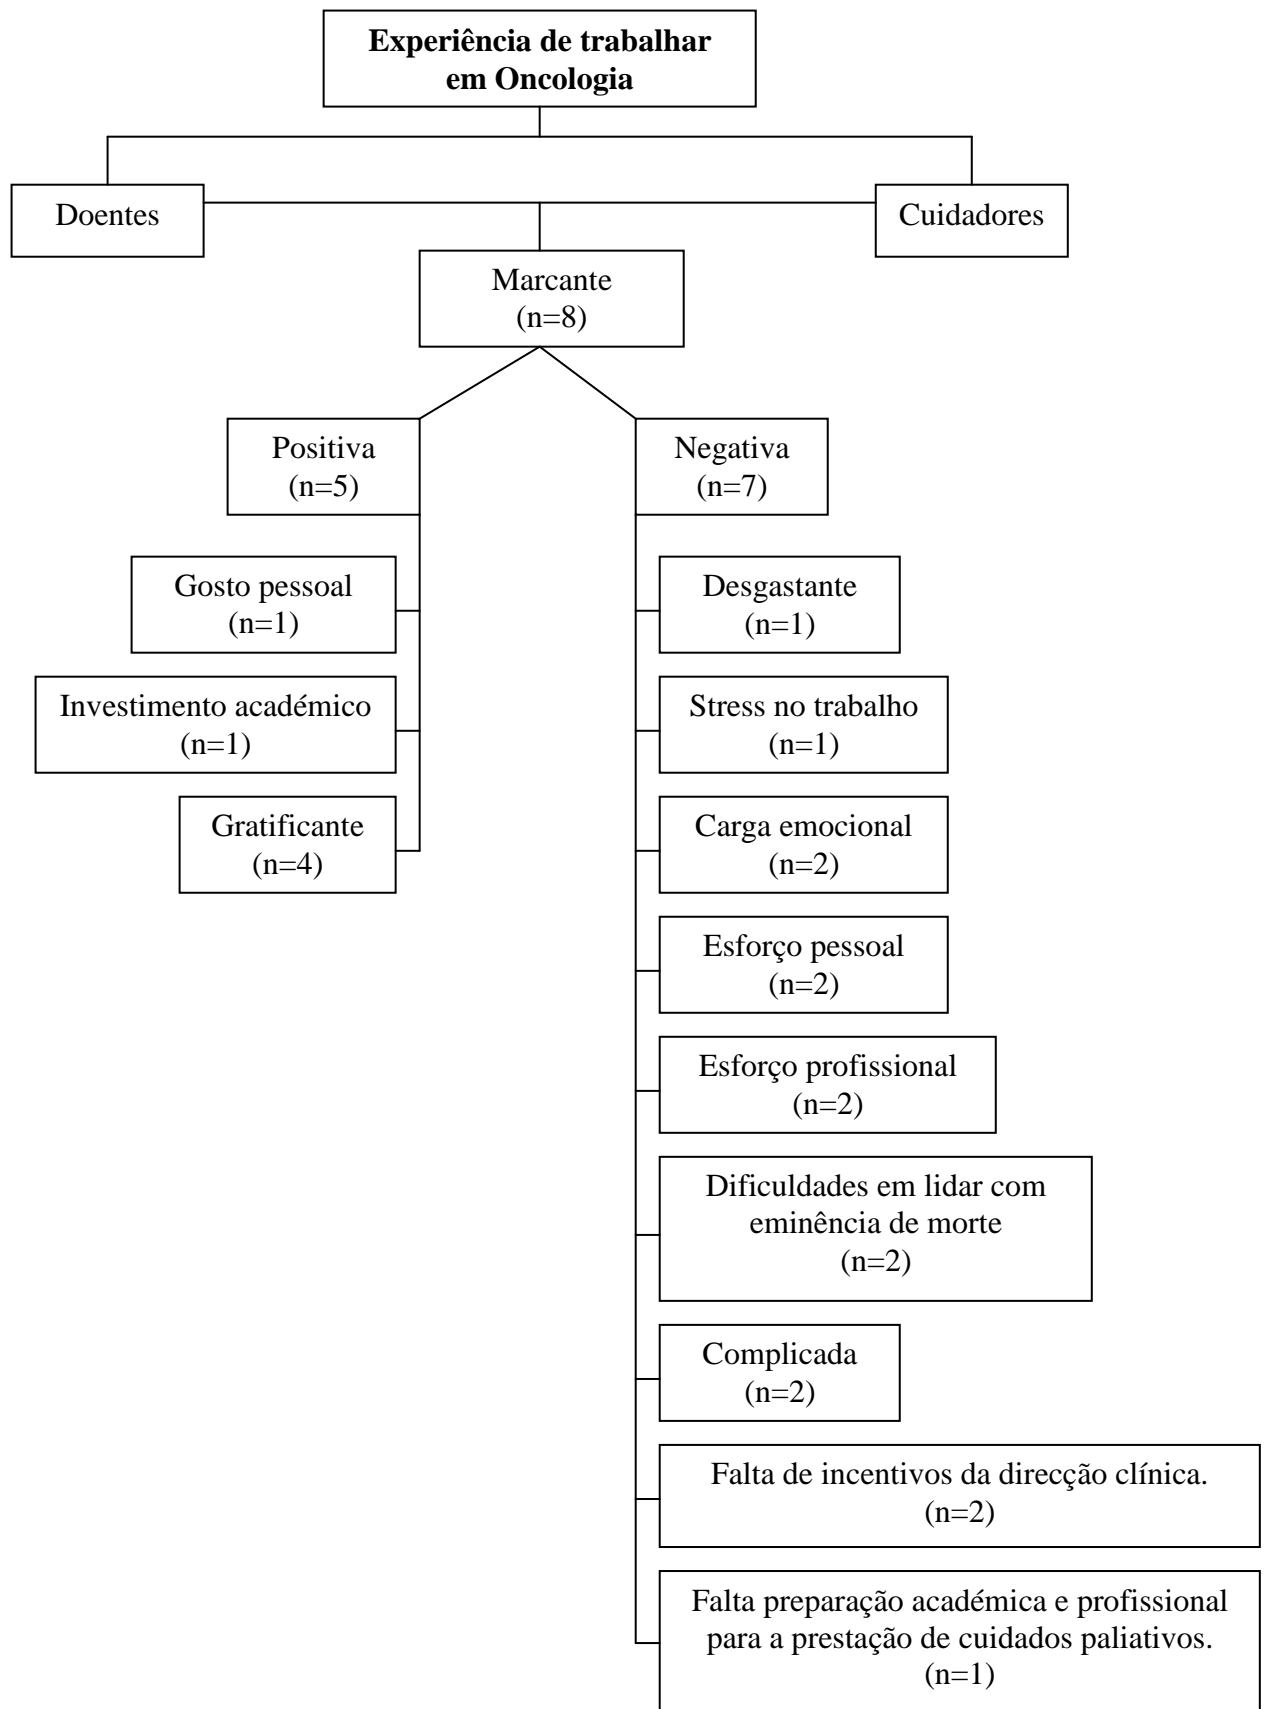 Experiência de trabalhar
em Oncologia
Doentes
Cuidadores
Marcante
(n=8)
Positiva
(n=5)
Negativa
(n=7)
Gosto pessoal
(n=1)
Investimento académico
(n=1)
Gratificante
(n=4)
Desgastante
(n=1)
Stress no trabalho
(n=1)
Carga emocional
(n=2)
Esforço pessoal
(n=2)
Esforço profissional
(n=2)
Dificuldades em lidar com
eminência de morte
(n=2)
Complicada
(n=2)
Falta de incentivos da direcção clínica.
(n=2)
Falta preparação académica e profissional
para a prestação de cuidados paliativos.
(n=1)